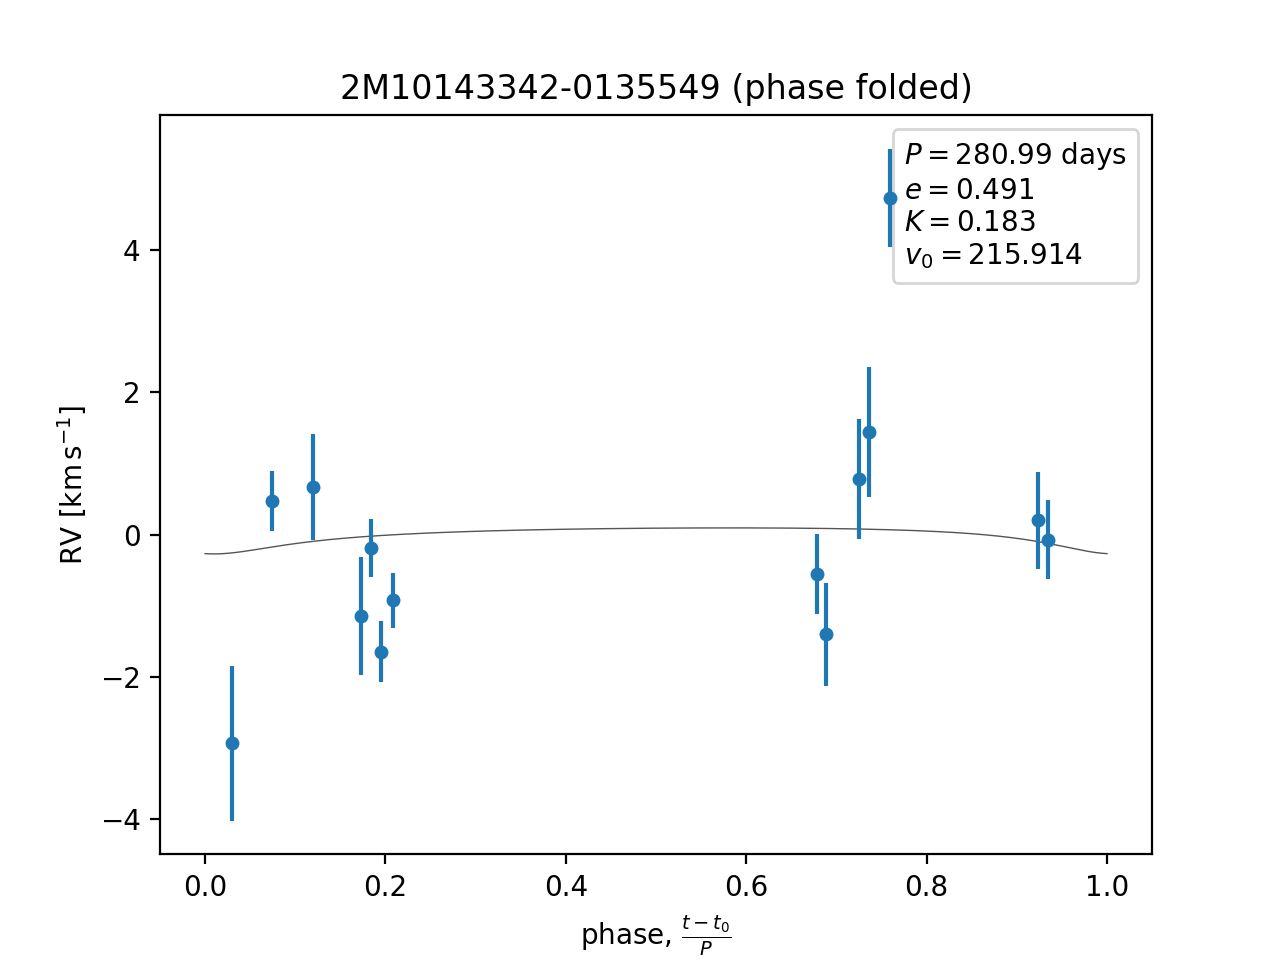 2M10143342-0135549 (phase folded)
P = 280.99 days
e = 0.491
K = 0.183
v₀ = 215.914
RV [km s⁻¹]
4
2
0
−2
−4
0.0 0.2 0.4 0.6 0.8 1.0
phase, (t − t₀)/P